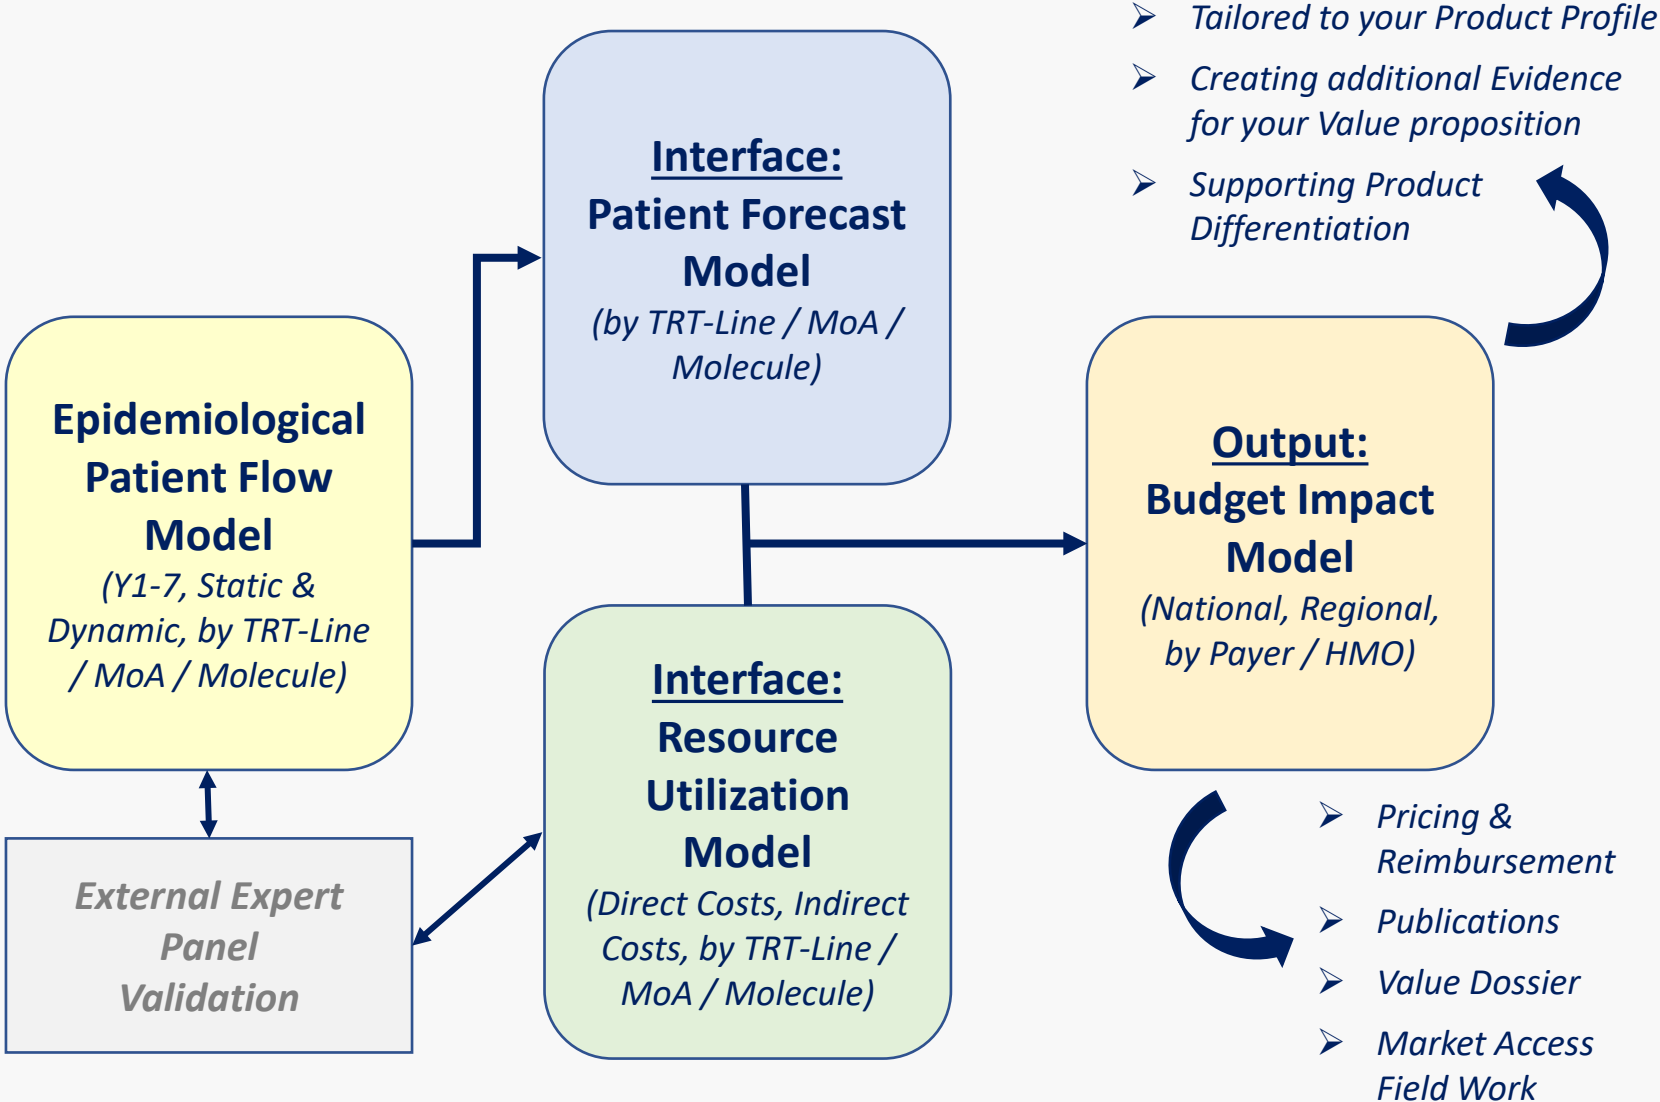 Epidemiological
Patient Flow
Model
(Y1-7, Static &
Dynamic, by TRT-Line
/ MoA / Molecule)
External Expert
Panel
Validation
Interface:
Patient Forecast
Model
(by TRT-Line / MoA /
Molecule)
Interface:
Resource
Utilization
Model
(Direct Costs, Indirect
Costs, by TRT-Line /
MoA / Molecule)
Output:
Budget Impact
Model
(National, Regional,
by Payer / HMO)
➢ Tailored to your Product Profile
➢ Creating additional Evidence
for your Value proposition
➢ Supporting Product
Differentiation
➢ Pricing &
Reimbursement
➢ Publications
➢ Value Dossier
➢ Market Access
Field Work